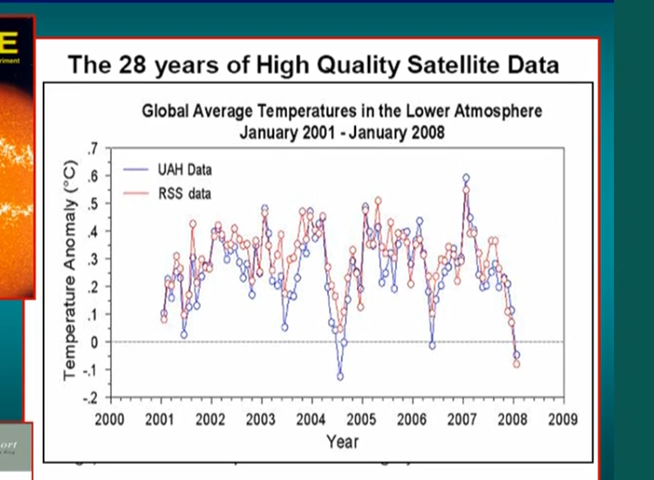 E
The 28 years of High Quality Satellite Data
Global Average Temperatures in the Lower Atmosphere
January 2001 - January 2008
Temperature Anomaly (°C)
.7
.6
.5
.4
.3
.2
.1
0
-.1
-.2
UAH Data
RSS data
2000 2001 2002 2003 2004 2005 2006 2007 2008 2009
Year